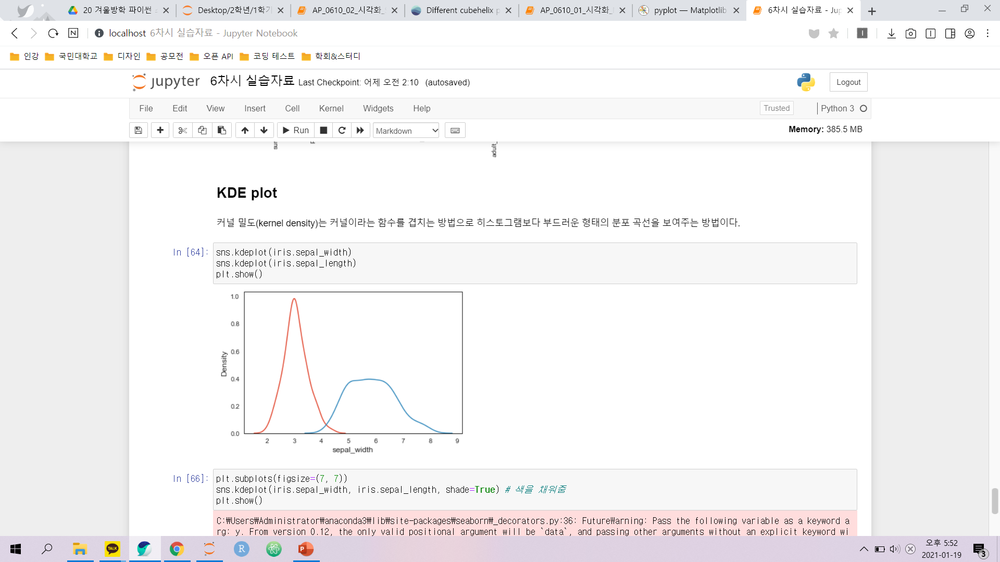 20 겨울방학 파이썬
Desktop/2학년/1학기
AP_0610_02_시각화_
Different cubehelix p
AP_0610_01_시각화_
pyplot — Matplotlib
6차시 실습자료 - Jup
localhost 6차시 실습자료 - Jupyter Notebook
인강 국민대학교 디자인 공모전 오픈 API 코딩 테스트 학회&스터디
jupyter 6차시 실습자료 Last Checkpoint: 어제 오전 2:10 (autosaved)
Logout
File Edit View Insert Cell Kernel Widgets Help
Trusted
Python 3
Run
Markdown
Memory: 385.5 MB
adult_
KDE plot
커널 밀도(kernel density)는 커널이라는 함수를 겹치는 방법으로 히스토그램보다 부드러운 형태의 분포 곡선을 보여주는 방법이다.
In [64]:
sns.kdeplot(iris.sepal_width)
sns.kdeplot(iris.sepal_length)
plt.show()
1.0
0.8
0.6
0.4
0.2
0.0
Density
2 3 4 5 6 7 8 9
sepal_width
In [66]:
plt.subplots(figsize=(7, 7))
sns.kdeplot(iris.sepal_width, iris.sepal_length, shade=True) # 색을 채워줌
plt.show()
C:₩Users₩Administrator₩anaconda3₩lib₩site-packages₩seaborn₩_decorators.py:36: FutureWarning: Pass the following variable as a keyword a
rg: y. From version 0.12, the only valid positional argument will be `data`, and passing other arguments without an explicit keyword wi
TALK
R
P
오후 5:52
2021-01-19
3